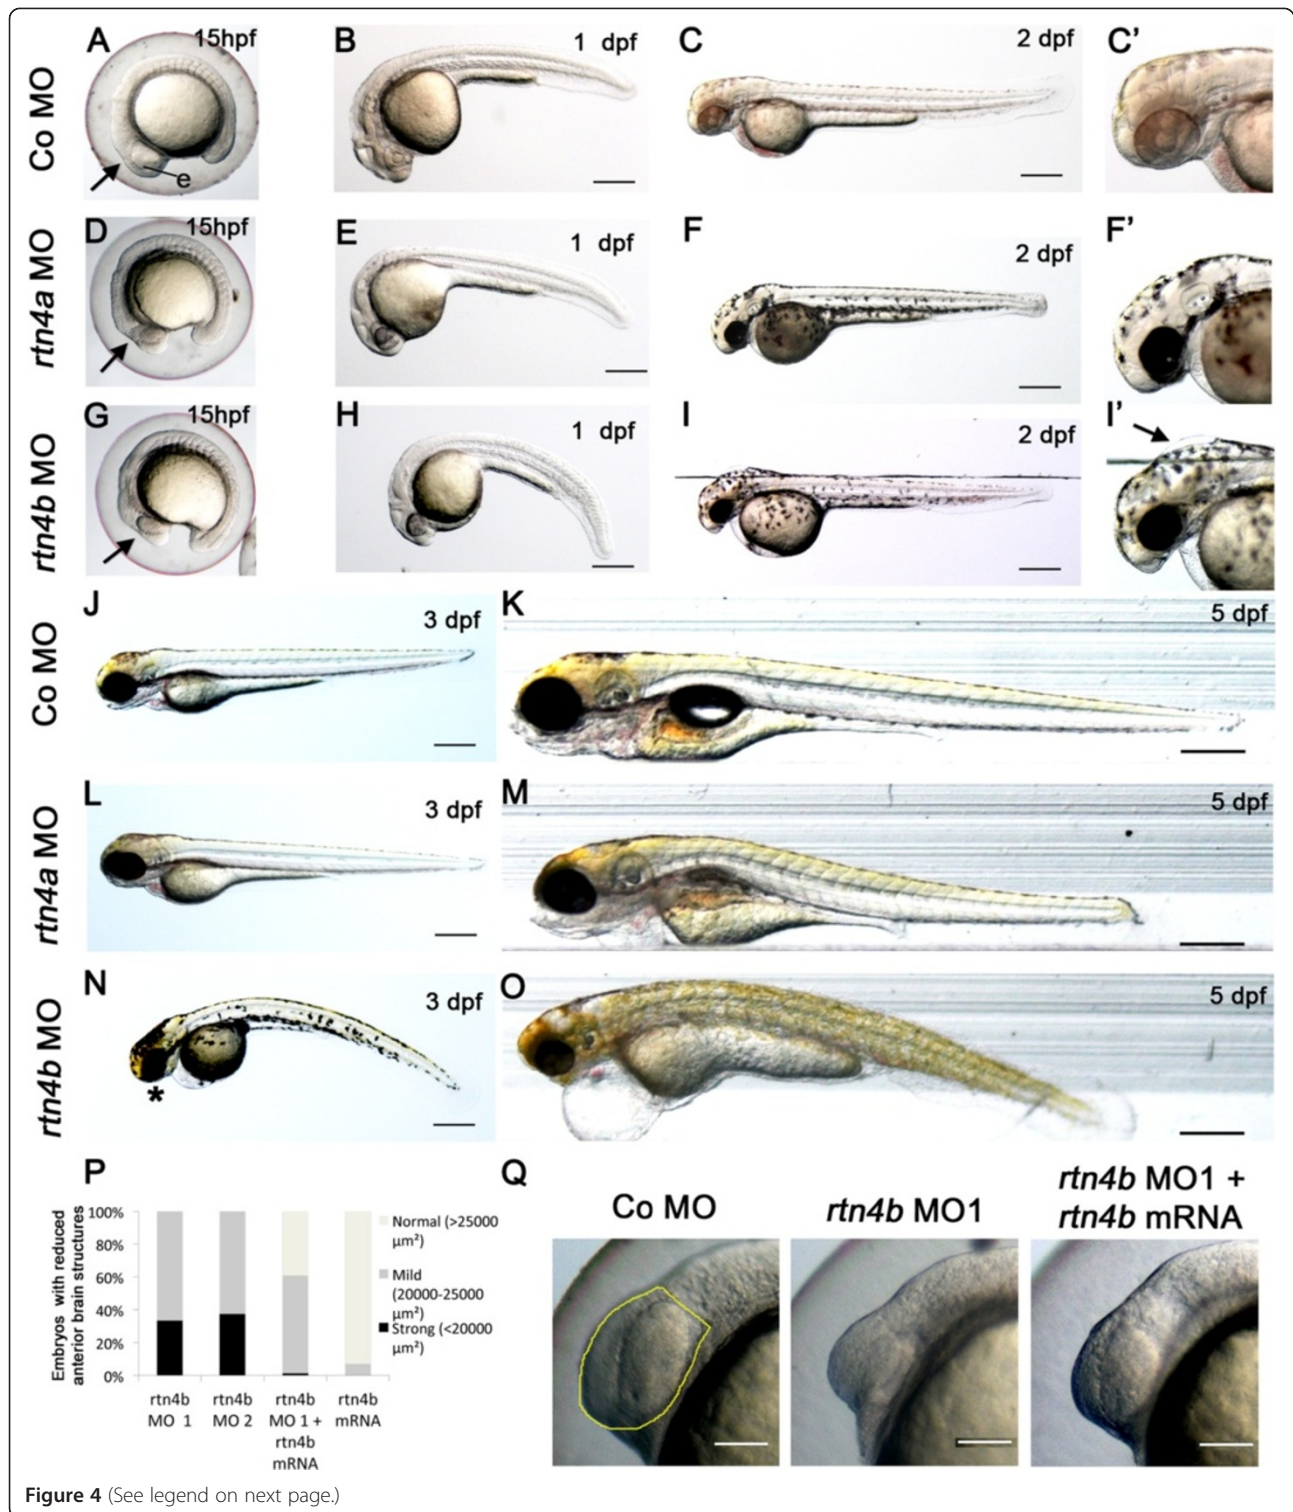 Co MO
A
15hpf
e
B
1 dpf
C
2 dpf
C'
rtn4a MO
D
15hpf
E
1 dpf
F
2 dpf
F'
rtn4b MO
G
15hpf
H
1 dpf
I
2 dpf
I'
Co MO
J
3 dpf
K
5 dpf
rtn4a MO
L
3 dpf
M
5 dpf
rtn4b MO
N
3 dpf
*
O
5 dpf
P
Embryos with reduced
anterior brain structures
100%
80%
60%
40%
20%
0%
rtn4b
MO 1
rtn4b
MO 2
rtn4b
MO 1 +
rtn4b
mRNA
rtn4b
mRNA
Normal (>25000
µm²)
Mild
(20000-25000
µm²)
Strong (<20000
µm²)
Q
Co MO
rtn4b MO1
rtn4b MO1 +
rtn4b mRNA
Figure 4 (See legend on next page.)